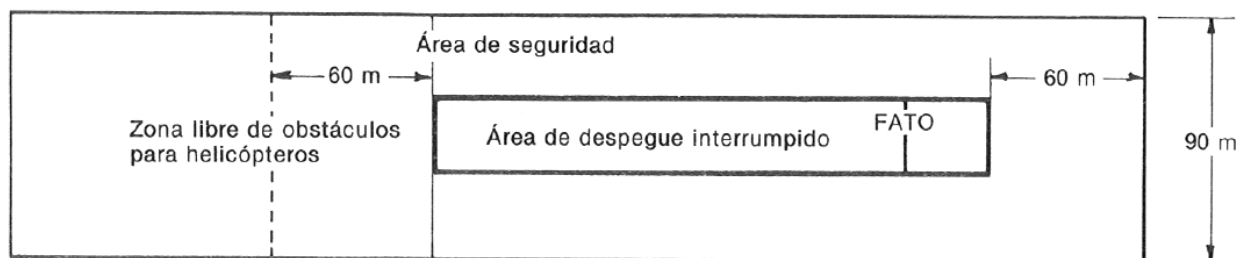 Área de seguridad
60 m
60 m
Zona libre de obstáculos
para helicópteros
Área de despegue interrumpido
FATO
90 m